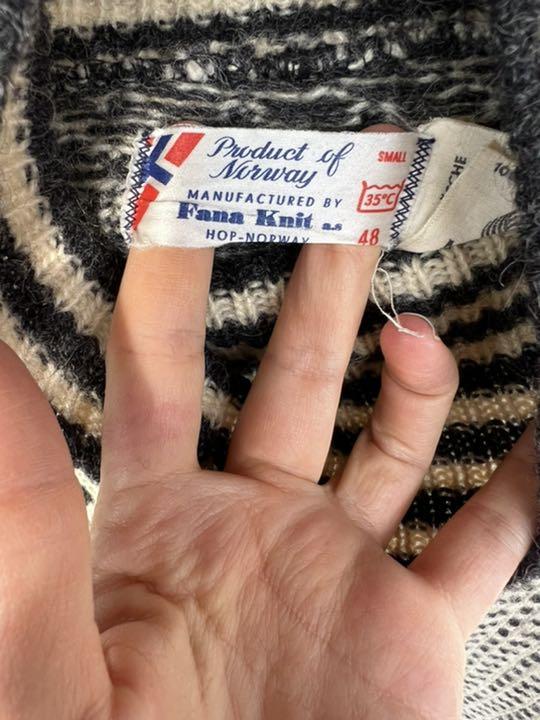 Product of
Norway
MANUFACTURED BY
Fana Knit a.s
HOP-NORWAY
SMALL
35°C
48